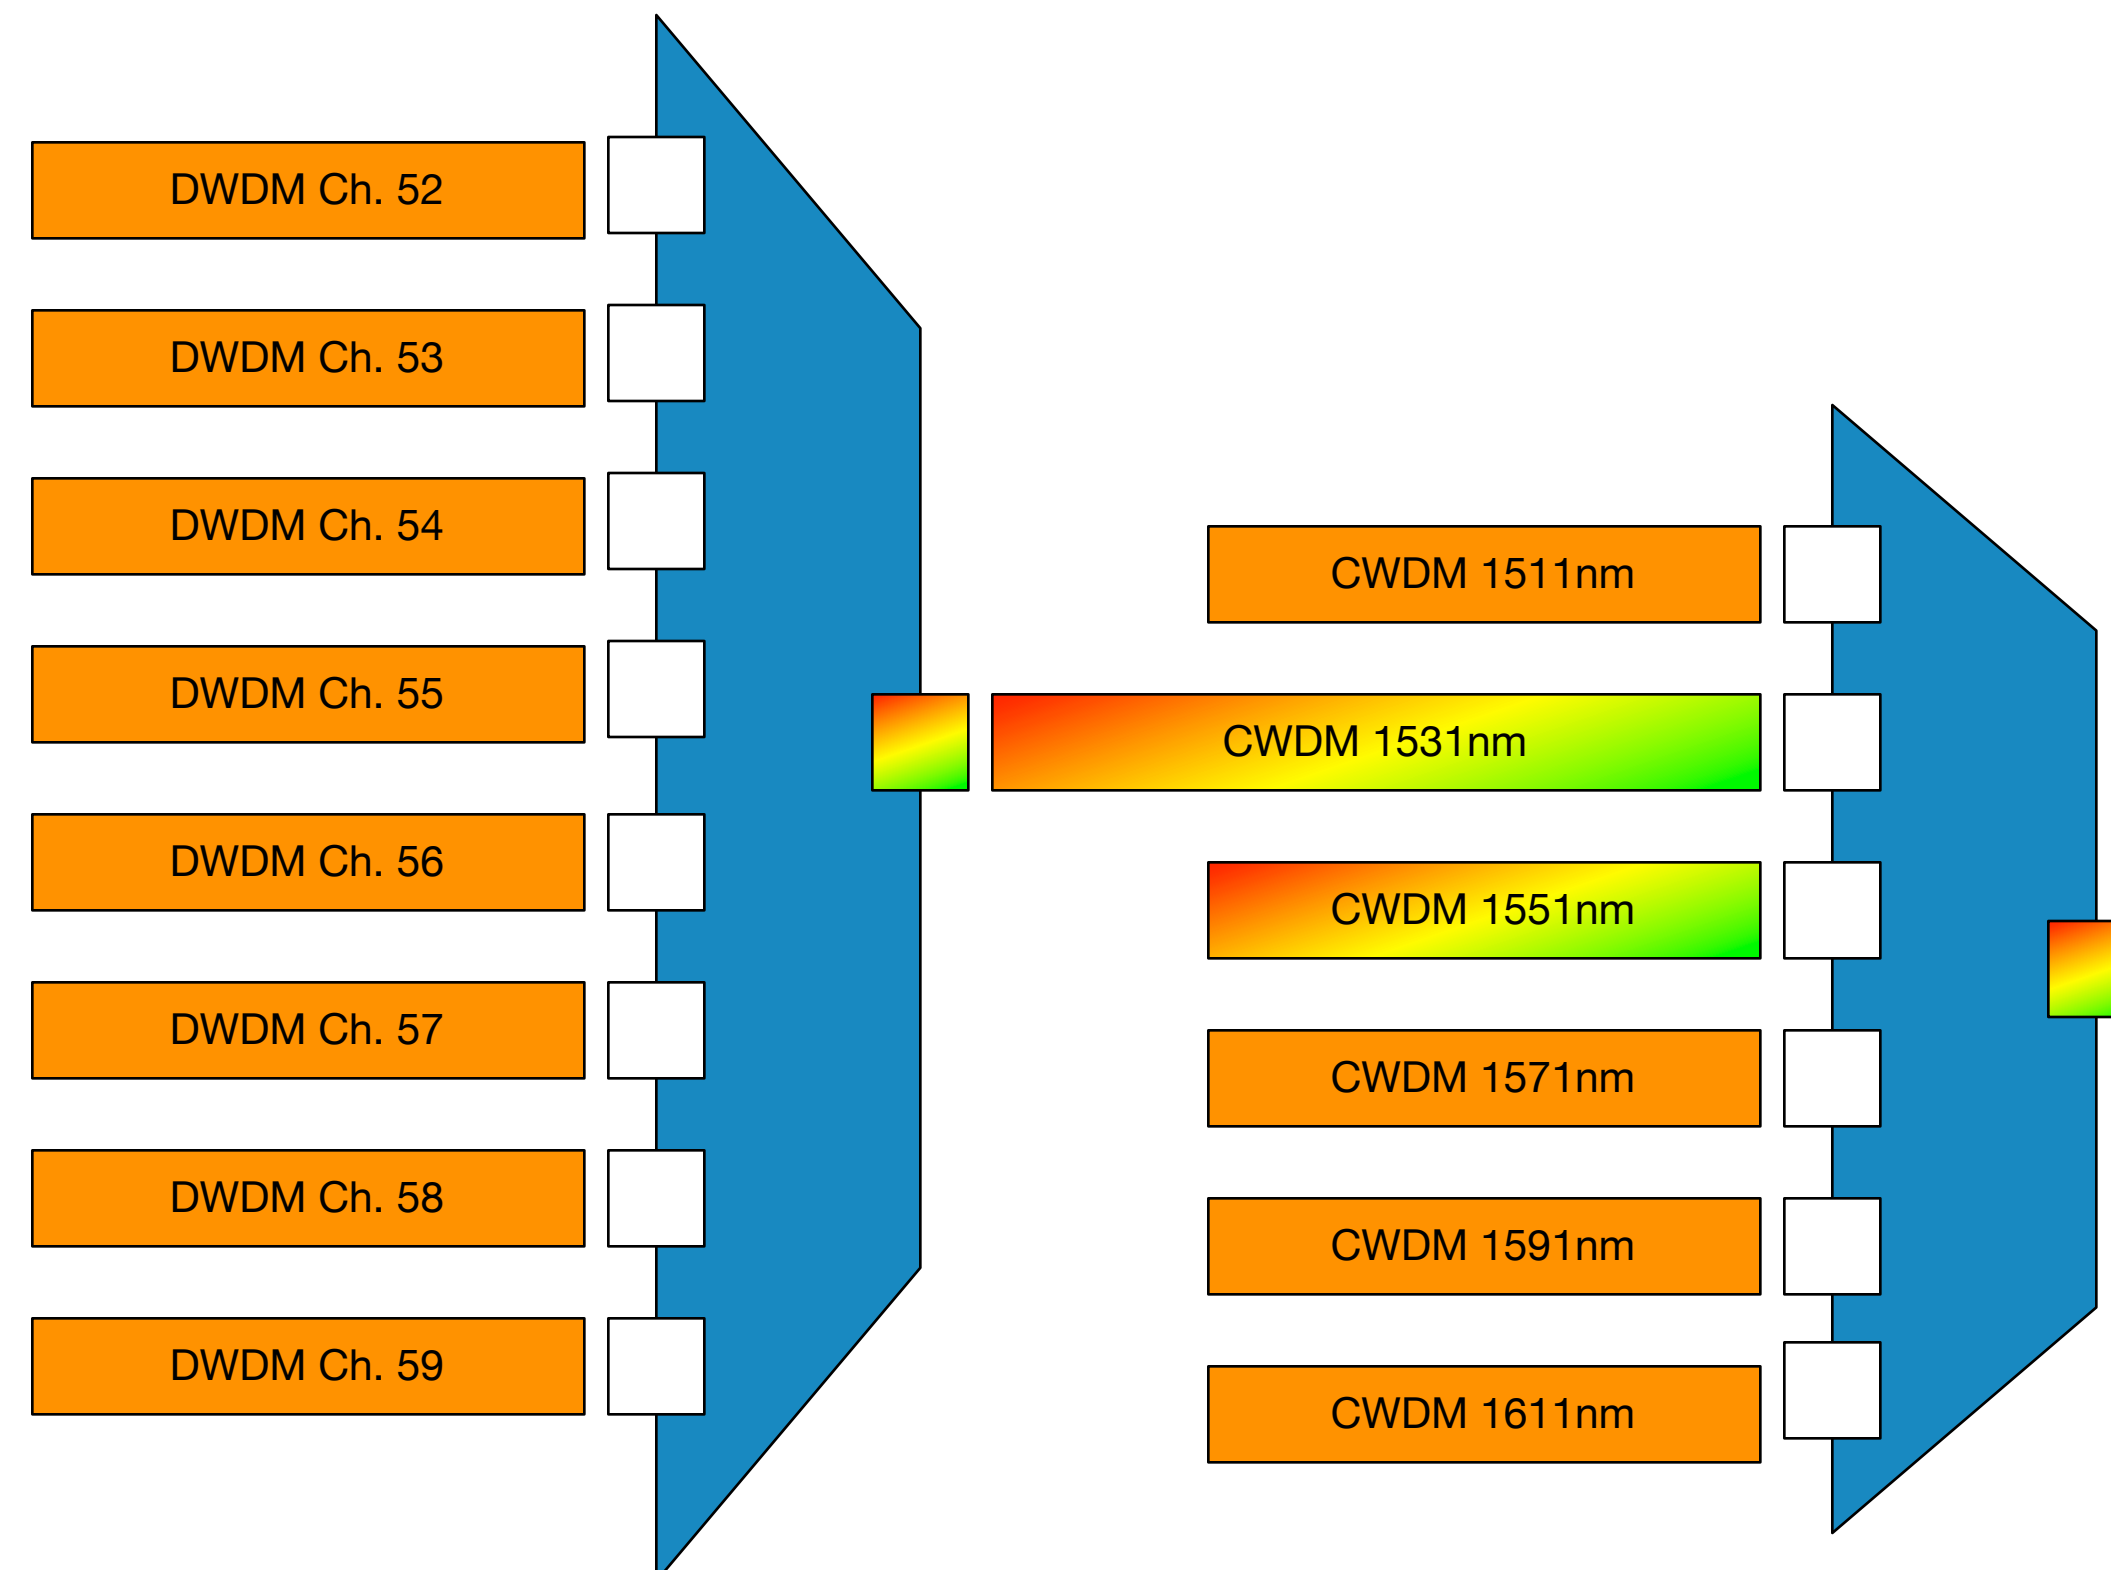 DWDM Ch. 52
DWDM Ch. 53
DWDM Ch. 54
DWDM Ch. 55
DWDM Ch. 56
DWDM Ch. 57
DWDM Ch. 58
DWDM Ch. 59
CWDM 1511nm
CWDM 1531nm
CWDM 1551nm
CWDM 1571nm
CWDM 1591nm
CWDM 1611nm